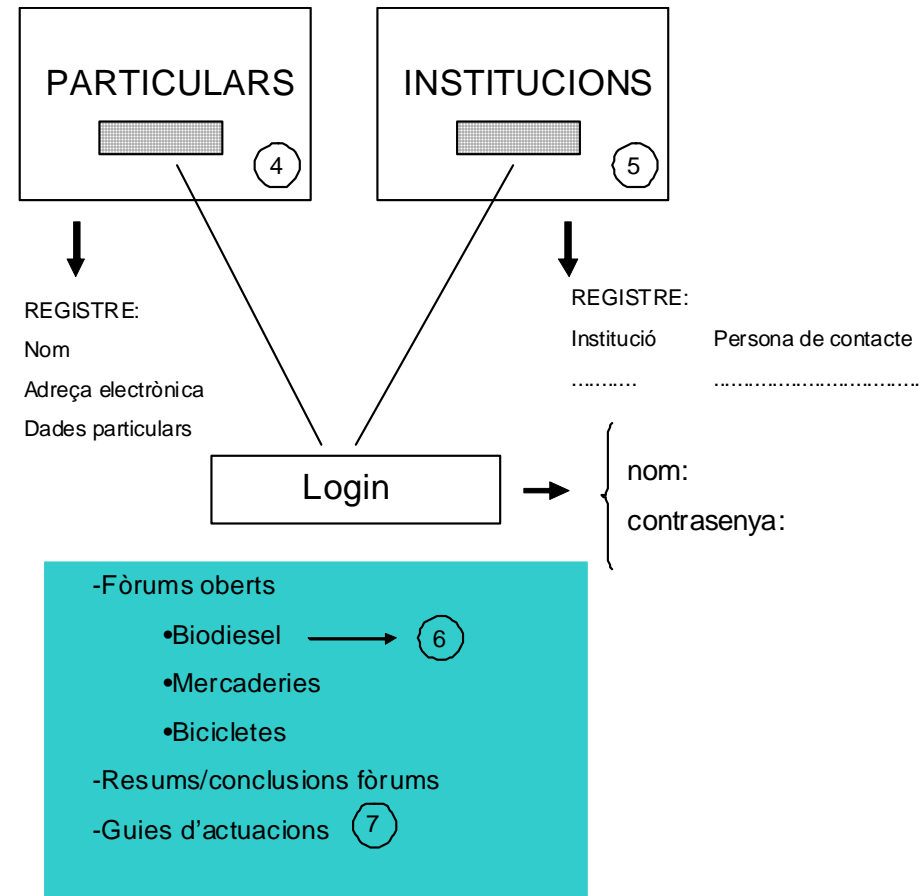 PARTICULARS
4
INSTITUCIONS
5
REGISTRE:
Nom
Adreça electrònica
Dades particulars
REGISTRE:
Institució Persona de contacte
........... ..................................
Login
nom:
contrasenya:
-Fòrums oberts
•Biodiesel 6
•Mercaderies
•Bicicletes
-Resums/conclusions fòrums
-Guies d'actuacions 7